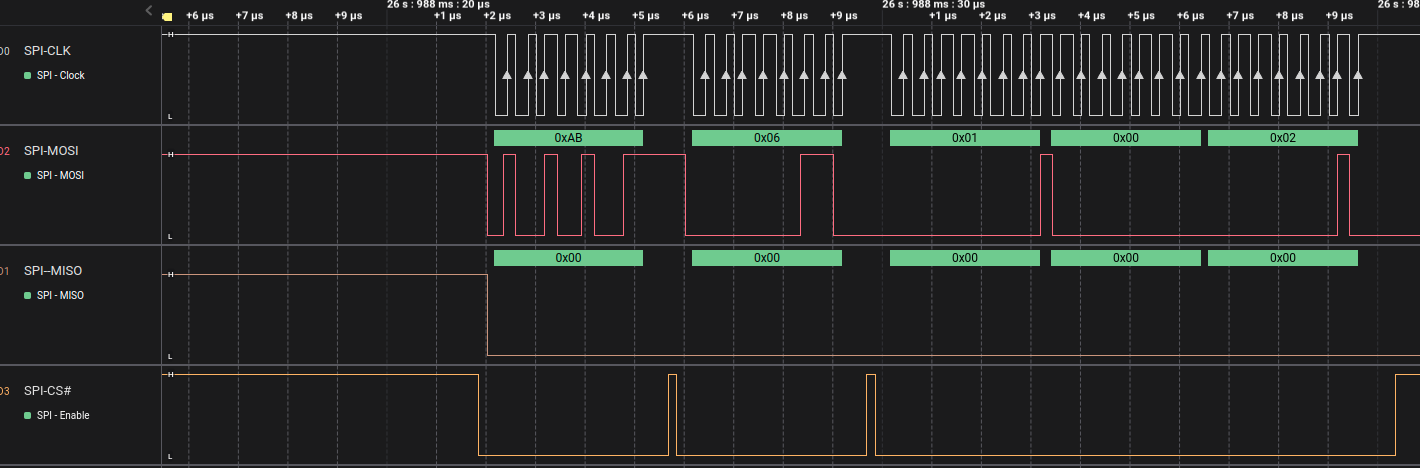 26 s : 988 ms : 20 µs 26 s : 988 ms : 30 µs 26 s : 98
+6 µs +7 µs +8 µs +9 µs +1 µs +2 µs +3 µs +4 µs +5 µs +6 µs +7 µs +8 µs +9 µs +1 µs +2 µs +3 µs +4 µs +5 µs +6 µs +7 µs +8 µs +9 µs
H
00 SPI-CLK
SPI - Clock
L
0xAB 0x06 0x01 0x00 0x02
H
02 SPI-MOSI
SPI - MOSI
L
0x00 0x00 0x00 0x00 0x00
H
01 SPI--MISO
SPI - MISO
L
H
03 SPI-CS#
SPI - Enable
L